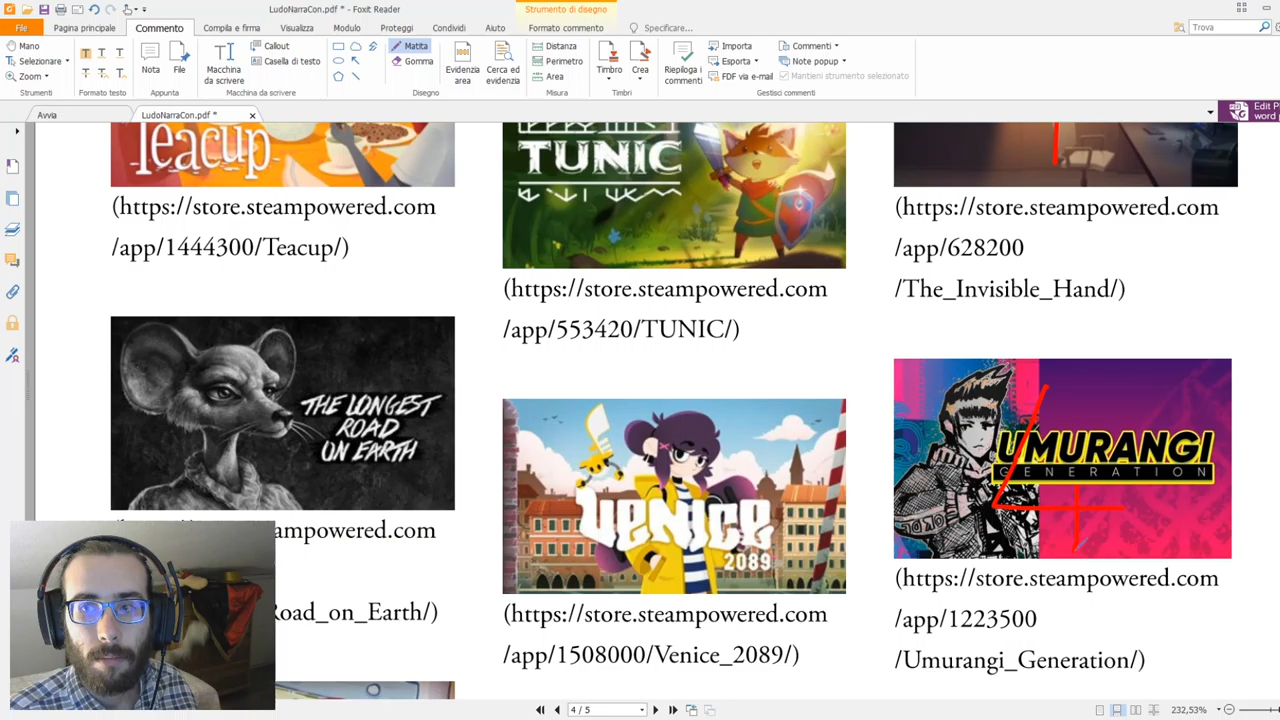 LudoNarraCon.pdf * - Foxit Reader
Strumento di disegno
File
Pagina principale
Commento
Compila e firma
Visualizza
Modulo
Proteggi
Condividi
Aiuto
Formato commento
Specificare...
Trova
Mano
Selezionare
Zoom
Strumenti
T T T
T T T
Formato testo
Nota
File
Appunta
Macchina
da scrivere
Callout
Casella di testo
Macchina da scrivere
Matita
Gomma
Disegno
Evidenzia
area
Cerca ed
evidenzia
Distanza
Perimetro
Area
Misura
Timbro
Crea
Timbri
Riepiloga i
commenti
Importa
Esporta
FDF via e-mail
Commenti
Note popup
Mantieni strumento selezionato
Gestisci commenti
Avvia
LudoNarraCon.pdf *
Edit P
word p
Teacup
(https://store.steampowered.com
/app/1444300/Teacup/)
THE LONGEST
ROAD
ON EARTH
ampowered.com
Road_on_Earth/)
TUNIC
(https://store.steampowered.com
/app/553420/TUNIC/)
VENICE
2089
(https://store.steampowered.com
/app/1508000/Venice_2089/)
(https://store.steampowered.com
/app/628200
/The_Invisible_Hand/)
4
UMURANGI
GENERATION
(https://store.steampowered.com
/app/1223500
/Umurangi_Generation/)
4 / 5
232,53%